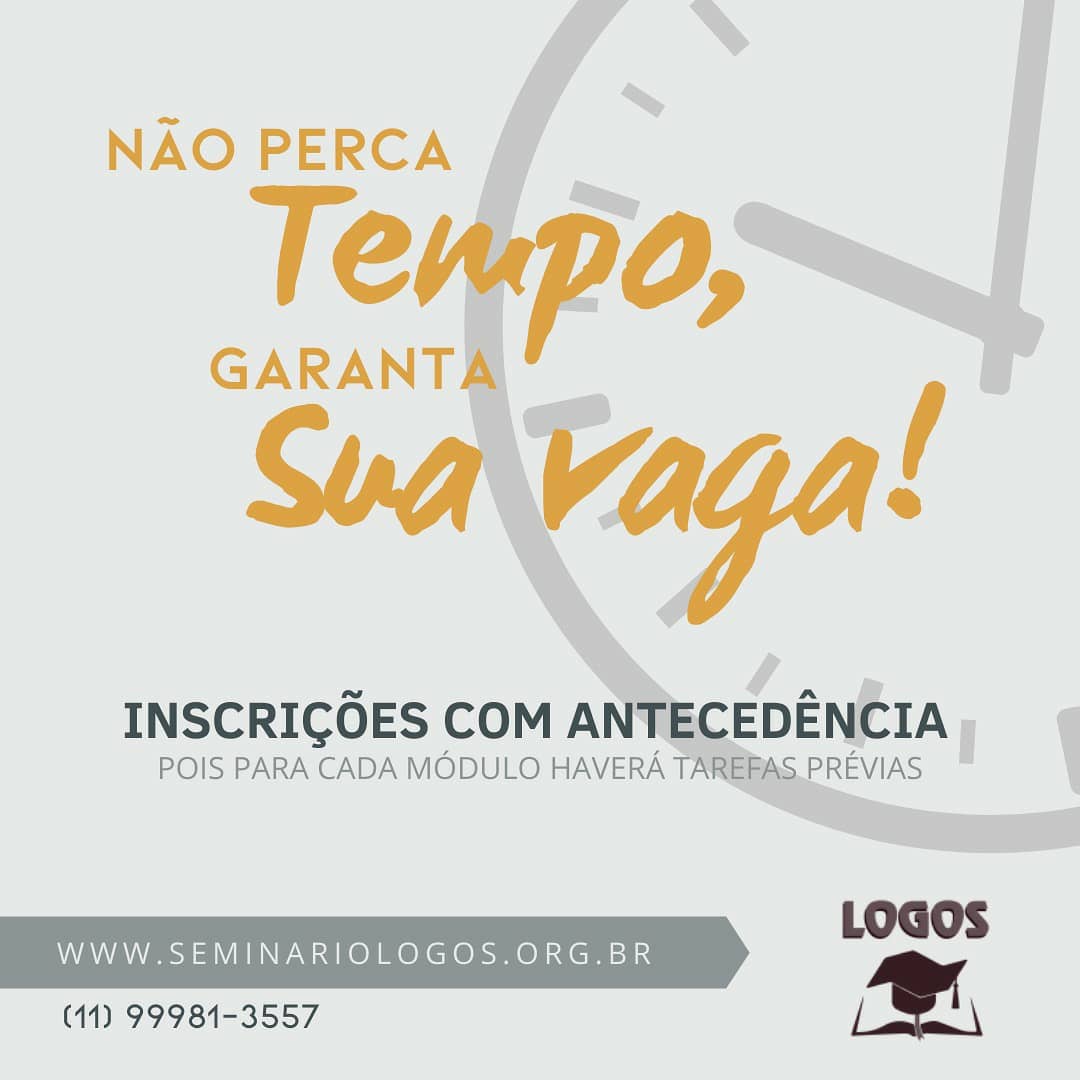 NÃO PERCA
Tempo,
GARANTA
Sua vaga!
INSCRIÇÕES COM ANTECEDÊNCIA
POIS PARA CADA MÓDULO HAVERÁ TAREFAS PRÉVIAS
WWW.SEMINARIOLOGOS.ORG.BR
(11) 99981-3557
LOGOS